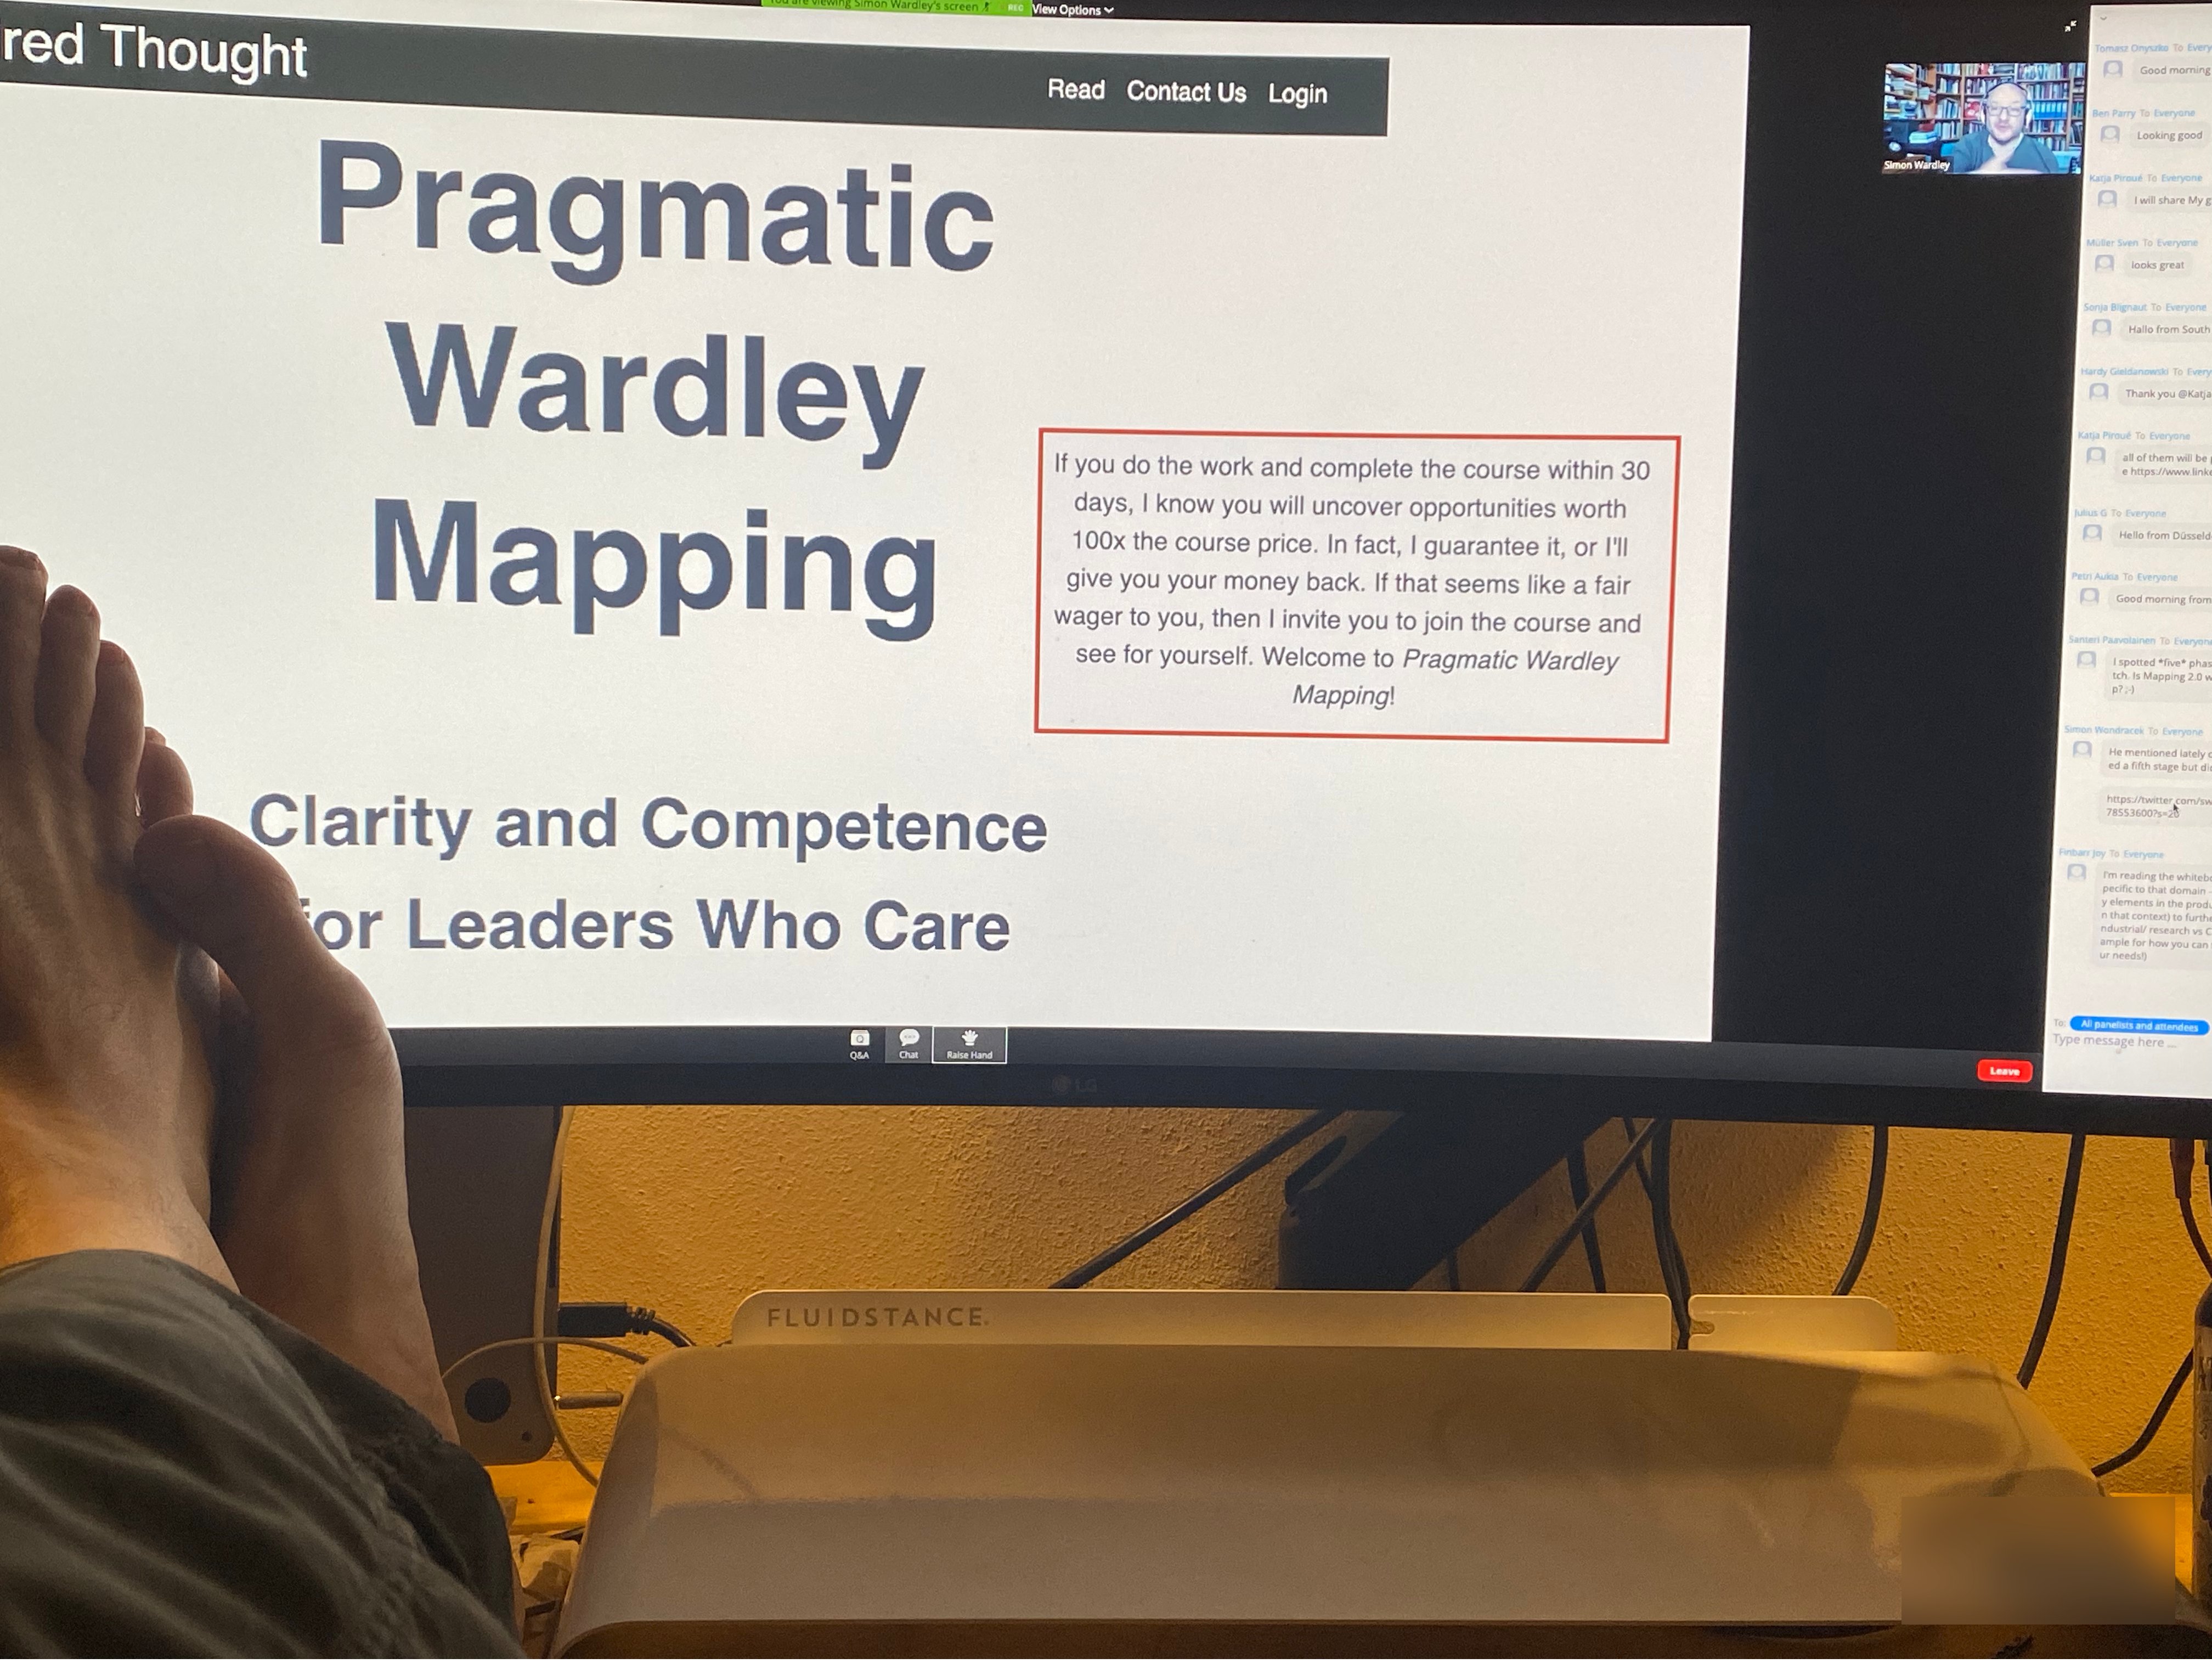 You are viewing Simon Wardley's screen
REC
View Options
red Thought
Read Contact Us Login
Pragmatic
Wardley
Mapping
If you do the work and complete the course within 30
days, I know you will uncover opportunities worth
100x the course price. In fact, I guarantee it, or I'll
give you your money back. If that seems like a fair
wager to you, then I invite you to join the course and
see for yourself. Welcome to Pragmatic Wardley
Mapping!
Clarity and Competence
for Leaders Who Care
Simon Wardley
Tomasz Onyszko To Every
Good morning
Ben Parry To Everyone
Looking good
Katja Piroué To Everyone
I will share My g
Müller Sven To Everyone
looks great
Sonja Blignaut To Everyone
Hallo from South
Hardy Gieldanowski To Every
Thank you @Katja
Katja Piroué To Everyone
all of them will be
e https://www.linke
Julius G To Everyone
Hello from Düsseld
Petri Aukia To Everyone
Good morning from
Santeri Paavolainen To Everyone
I spotted *five* phas
tch. Is Mapping 2.0 w
p? ;-)
Simon Wondracek To Everyone
He mentioned lately
ed a fifth stage but di
https://twitter.com/sw
78553600?s=20
Finbarr Joy To Everyone
I'm reading the whitebo
pecific to that domain
y elements in the produ
n that context) to furthe
ndustrial/ research vs C
ample for how you can
ur needs!)
To: All panelists and attendees
Type message here ...
Q&A Chat Raise Hand
Leave
LG
FLUIDSTANCE.